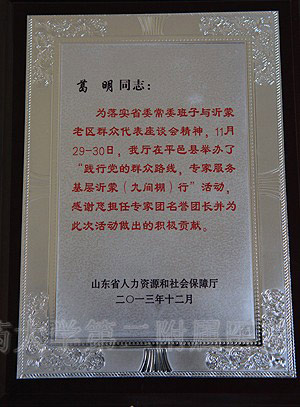 葛 明同志：
为落实省委常委班子与沂蒙
老区群众代表座谈会精神，11月
29-30日，我厅在平邑县举办了
“践行党的群众路线，专家服务
基层沂蒙（九间棚）行”活动，
感谢您担任专家团名誉团长并为
此次活动做出的积极贡献。
山东省人力资源和社会保障厅
二〇一三年十二月